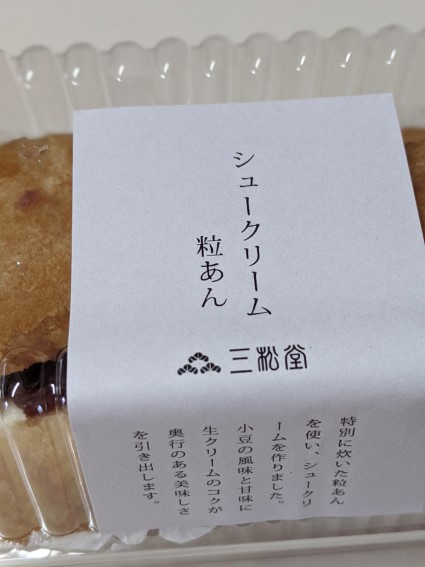 シュークリーム
粒あん
三松堂
特別に炊いた粒あん
を使い、シュークリ
ームを作りました。
小豆の風味と甘味に
生クリームのコクが
奥行のある美味しさ
を引き出します。